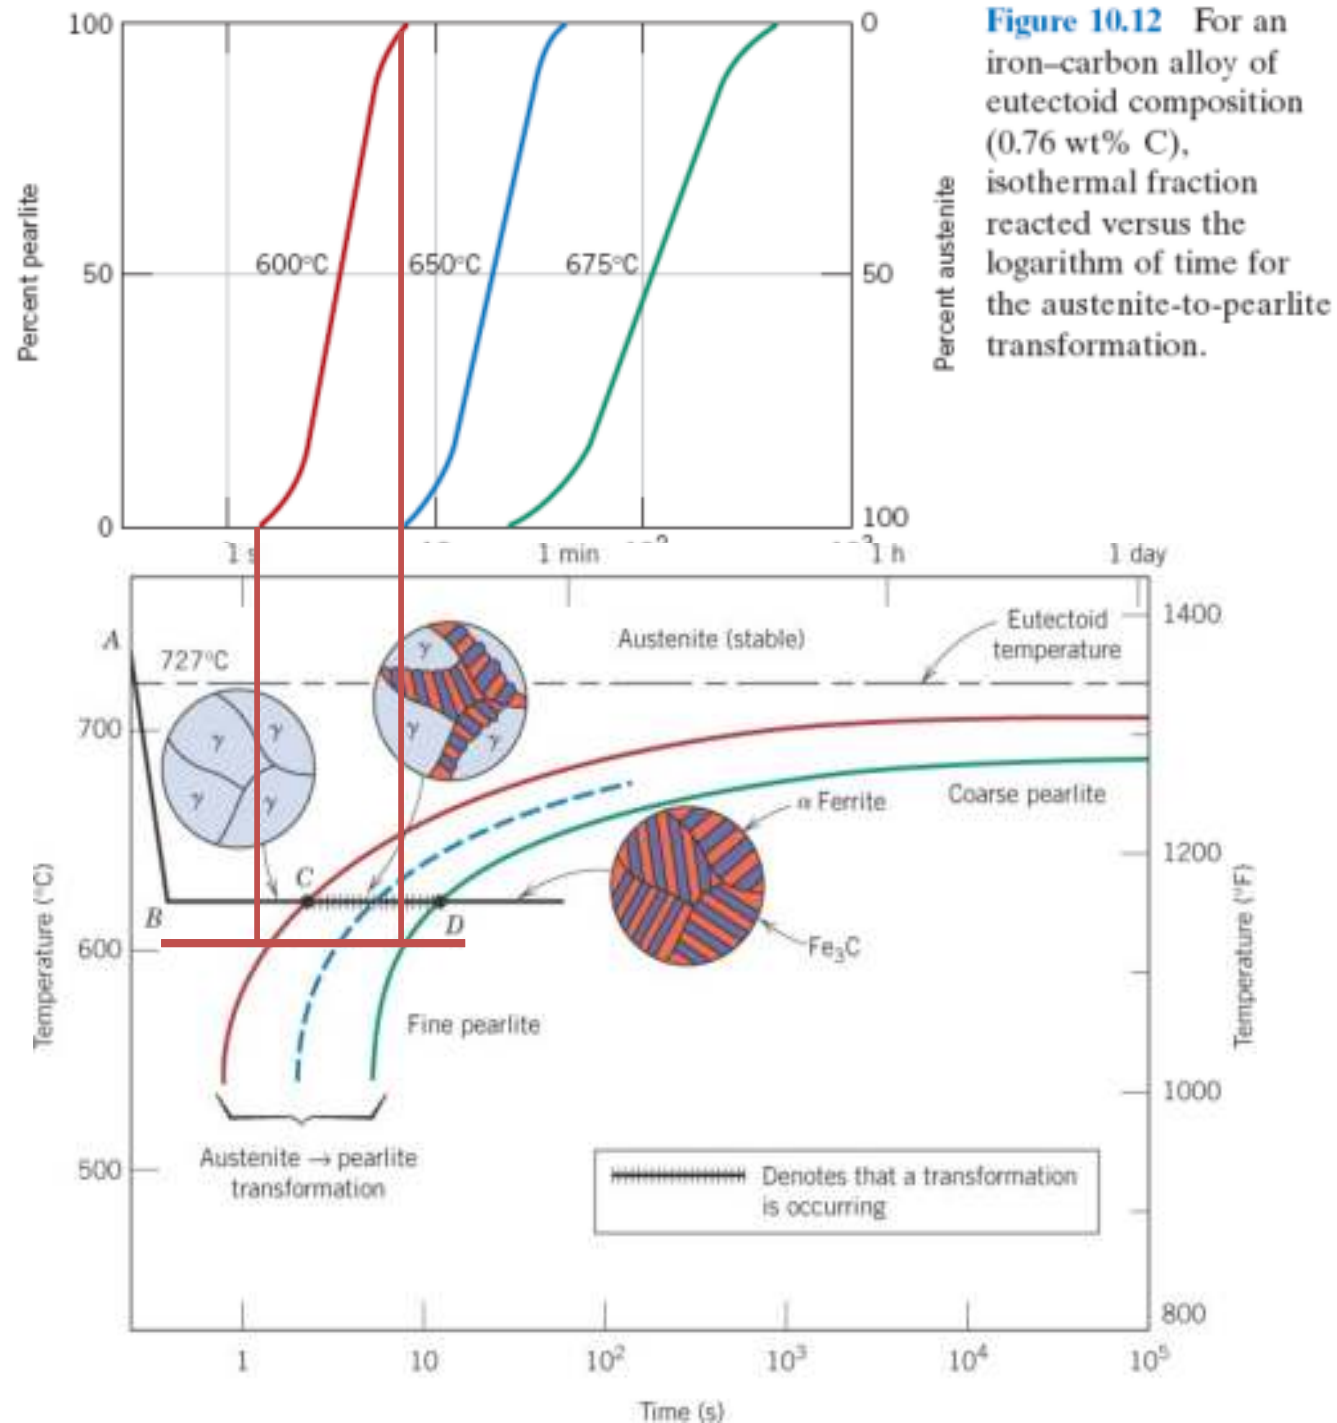 Figure 10.12 For an
iron–carbon alloy of
eutectoid composition
(0.76 wt% C),
isothermal fraction
reacted versus the
logarithm of time for
the austenite-to-pearlite
transformation.
100
50
0
Percent pearlite
600°C
650°C
675°C
0
50
100
Percent austenite
1 s
1 min
1 h
1 day
A
727°C
Austenite (stable)
Eutectoid
temperature
1400
γ
γ
γ
γ
γ
γ
γ
700
α Ferrite
Coarse pearlite
1200
C
B
D
Fe3C
Temperature (°C)
Temperature (°F)
600
Fine pearlite
1000
Austenite → pearlite
transformation
500
Denotes that a transformation
is occurring
800
1
10
10²
10³
10⁴
10⁵
Time (s)